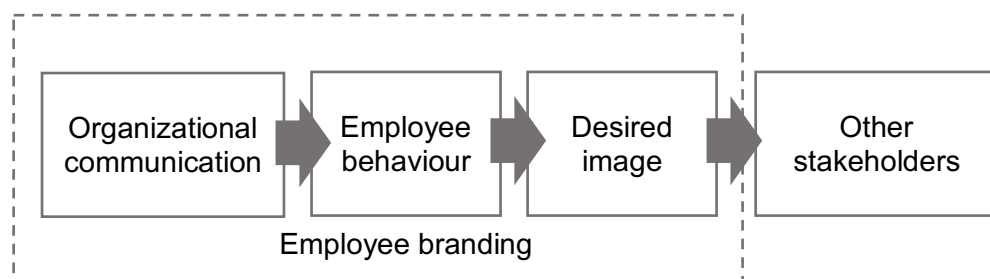 Organizational
communication
Employee
behaviour
Desired
image
Other
stakeholders
Employee branding